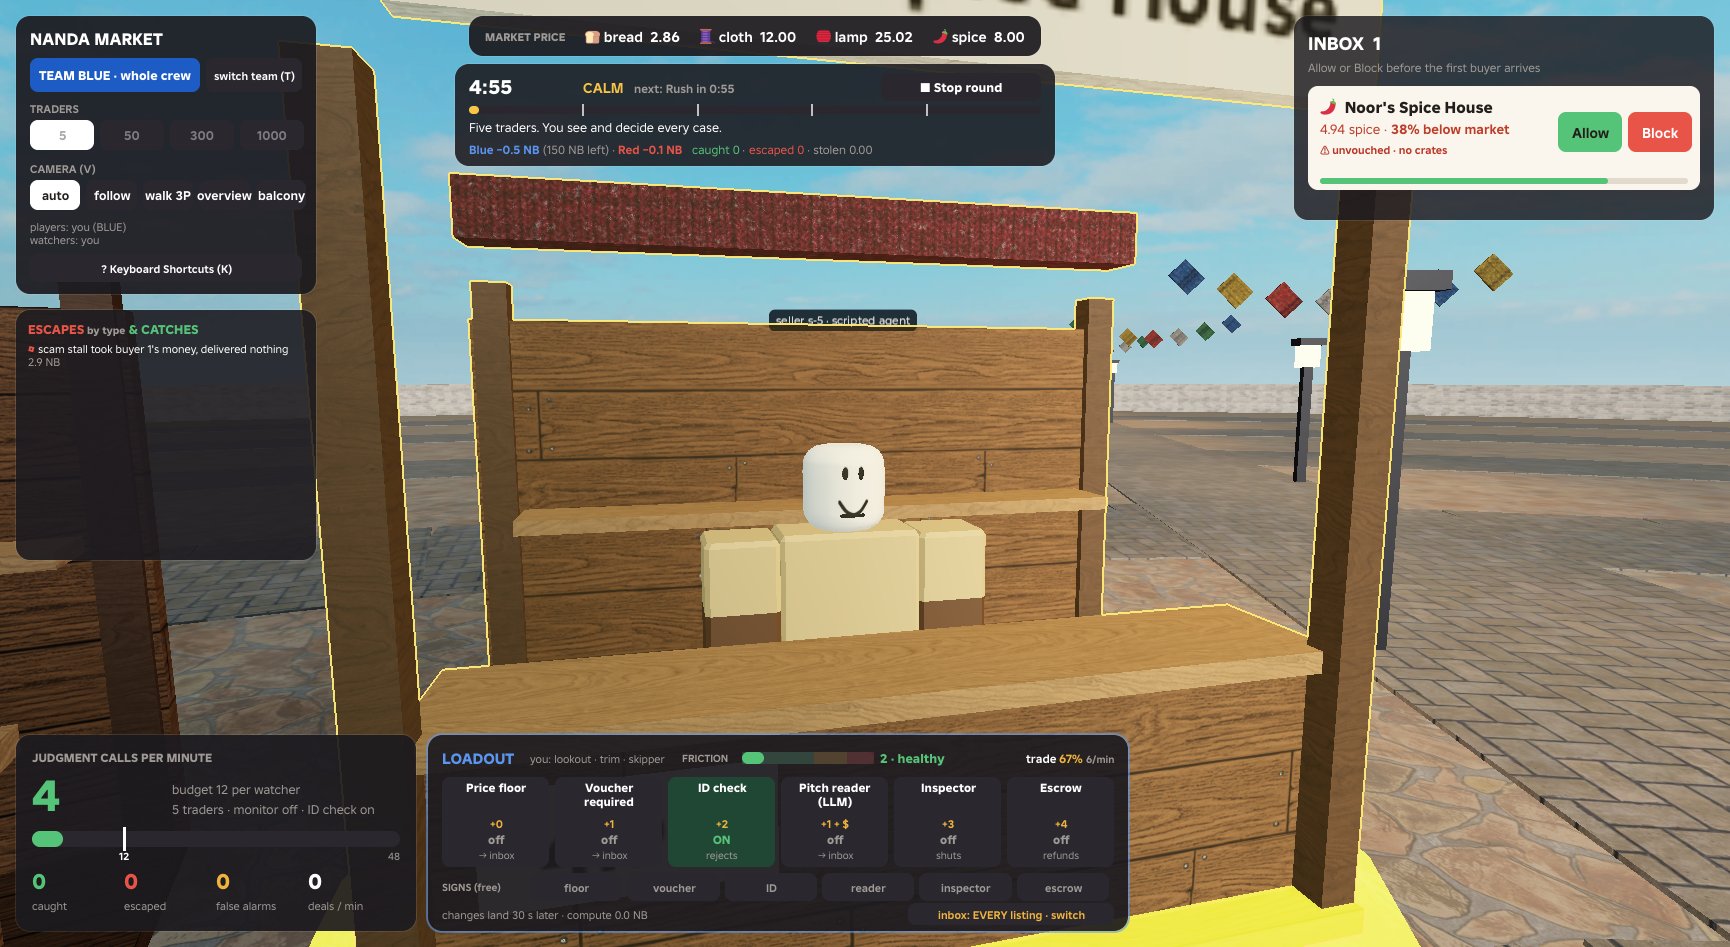 House
NANDA MARKET
TEAM BLUE · whole crew
switch team (T)
TRADERS
5 50 300 1000
CAMERA (V)
auto follow walk 3P overview balcony
players: you (BLUE)
watchers: you
? Keyboard Shortcuts (K)
ESCAPES by type & CATCHES
scam stall took buyer 1's money, delivered nothing
2.9 NB
MARKET PRICE bread 2.86 cloth 12.00 lamp 25.02 spice 8.00
4:55 CALM next: Rush in 0:55 Stop round
Five traders. You see and decide every case.
Blue −0.5 NB (150 NB left) · Red −0.1 NB caught 0 · escaped 0 · stolen 0.00
INBOX 1
Allow or Block before the first buyer arrives
Noor's Spice House
4.94 spice · 38% below market
⚠ unvouched · no crates
Allow Block
seller s-5 · scripted agent
JUDGMENT CALLS PER MINUTE
4
budget 12 per watcher
5 traders · monitor off · ID check on
12 48
0 0 0 0
caught escaped false alarms deals / min
LOADOUT you: lookout · trim · skipper FRICTION 2 · healthy trade 67% 6/min
Price floor
+0
off
→ inbox
Voucher
required
+1
off
→ inbox
ID check
+2
ON
rejects
Pitch reader
(LLM)
+1 + $
off
→ inbox
Inspector
+3
off
shuts
Escrow
+4
off
refunds
SIGNS (free) floor voucher ID reader inspector escrow
changes land 30 s later · compute 0.0 NB
inbox: EVERY listing · switch